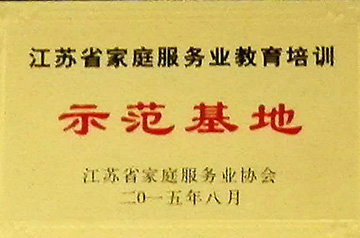 江苏省家庭服务业教育培训
示范基地
江苏省家庭服务业协会
二〇一五年八月